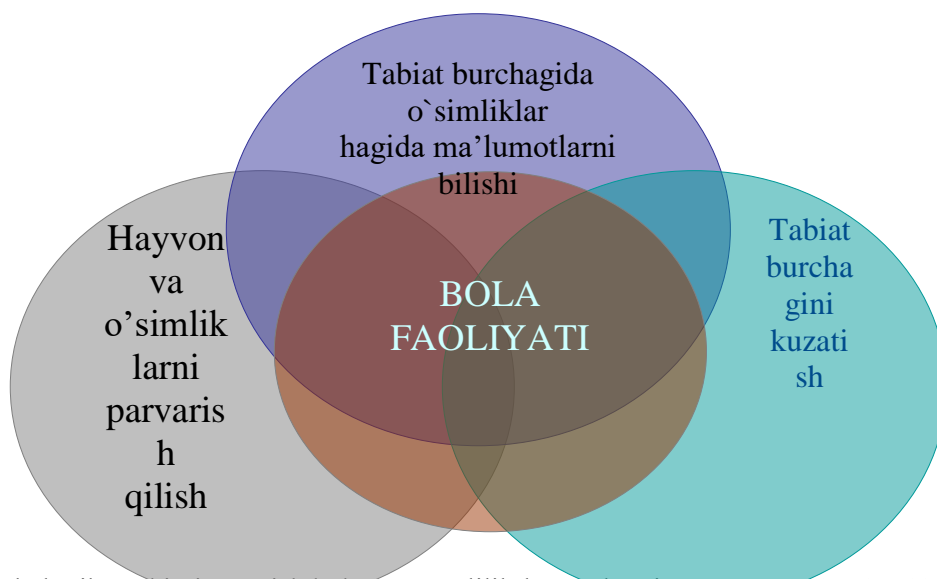 Tabiat burchagida
o`simliklar
hagida ma’lumotlarni
bilishi
Hayvon
va
o’simlik
larni
parvaris
h
qilish
BOLA
FAOLIYATI
Tabiat
burcha
gini
kuzati
sh